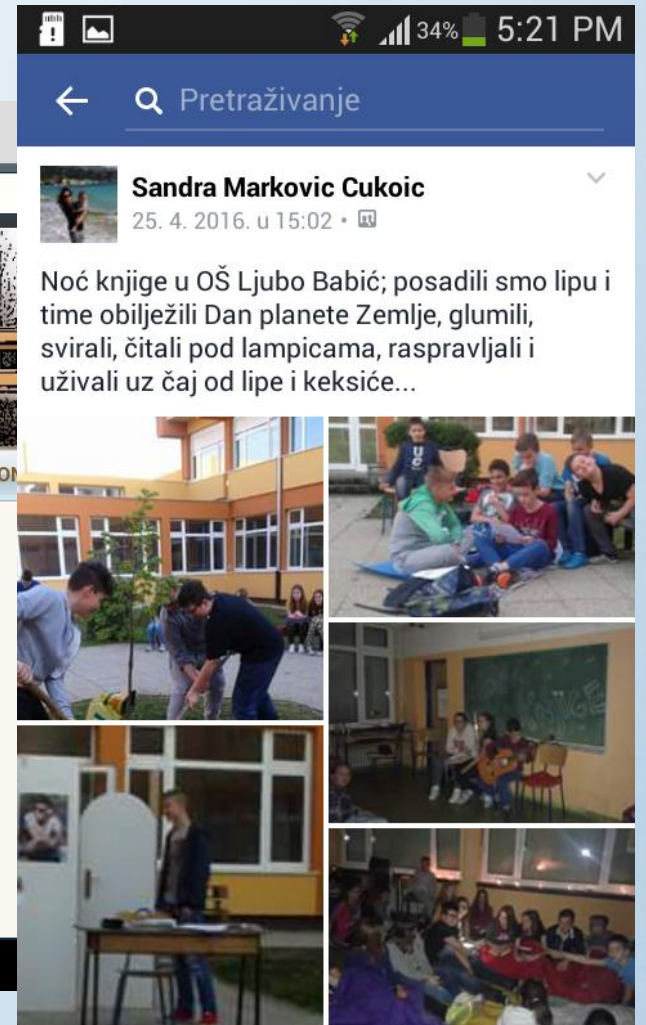 34% 5:21 PM
Pretraživanje
Sandra Markovic Cukoic
25. 4. 2016. u 15:02 •
Noć knjige u OŠ Ljubo Babić; posadili smo lipu i
time obilježili Dan planete Zemlje, glumili,
svirali, čitali pod lampicama, raspravljali i
uživali uz čaj od lipe i keksiće...